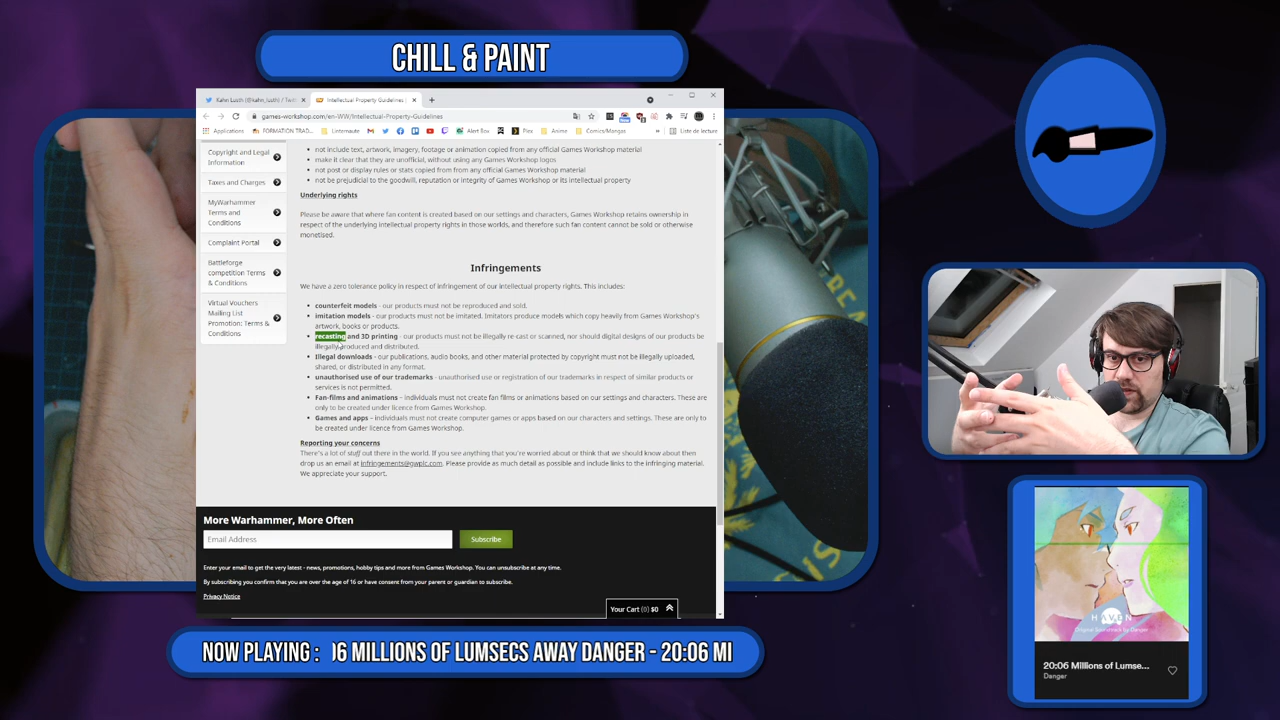 CHILL & PAINT
Kahn Lusth (@kahn_lusth) / Twitt
Intellectual Property Guidelines |
games-workshop.com/en-WW/Intellectual-Property-Guidelines
Applications
FORMATION TRAD...
Linternaute
Alert Box
Plex
Anime
Comics/Mangas
»
Liste de lecture
Copyright and Legal
Information
Taxes and Charges
MyWarhammer
Terms and
Conditions
Complaint Portal
Battleforge
competition Terms
& Conditions
Virtual Vouchers
Mailing List
Promotion: Terms &
Conditions
• not include text, artwork, imagery, footage or animation copied from any official Games Workshop material
• make it clear that they are unofficial, without using any Games Workshop logos
• not post or display rules or stats copied from from any official Games Workshop material
• not be prejudicial to the goodwill, reputation or integrity of Games Workshop or its intellectual property
Underlying rights
Please be aware that where fan content is created based on our settings and characters, Games Workshop retains ownership in
respect of the underlying intellectual property rights in those worlds, and therefore such fan content cannot be sold or otherwise
monetised.
Infringements
We have a zero tolerance policy in respect of infringement of our intellectual property rights. This includes:
• counterfeit models - our products must not be reproduced and sold.
• imitation models - our products must not be imitated. Imitators produce models which copy heavily from Games Workshop's
artwork, books or products.
• recasting and 3D printing - our products must not be illegally re-cast or scanned, nor should digital designs of our products be
illegally produced and distributed.
• Illegal downloads - our publications, audio books, and other material protected by copyright must not be illegally uploaded,
shared, or distributed in any format.
• unauthorised use of our trademarks - unauthorised use or registration of our trademarks in respect of similar products or
services is not permitted.
• Fan-films and animations – individuals must not create fan films or animations based on our settings and characters. These are
only to be created under licence from Games Workshop.
• Games and apps – individuals must not create computer games or apps based on our characters and settings. These are only to
be created under licence from Games Workshop.
Reporting your concerns
There's a lot of stuff out there in the world. If you see anything that you're worried about or think that we should know about them
drop us an email at infringements@gwplc.com. Please provide as much detail as possible and include links to the infringing material.
We appreciate your support.
More Warhammer, More Often
Email Address
Subscribe
Enter your email to get the very latest - news, promotions, hobby tips and more from Games Workshop. You can unsubscribe at any time.
By subscribing you confirm that you are over the age of 16 or have consent from your parent or guardian to subscribe.
Privacy Notice
Your Cart (0) $0
HAVEN
Original Soundtrack by Danger
20:06 Millions of Lumse...
Danger
NOW PLAYING : )6 MILLIONS OF LUMSECS AWAY DANGER - 20:06 MI